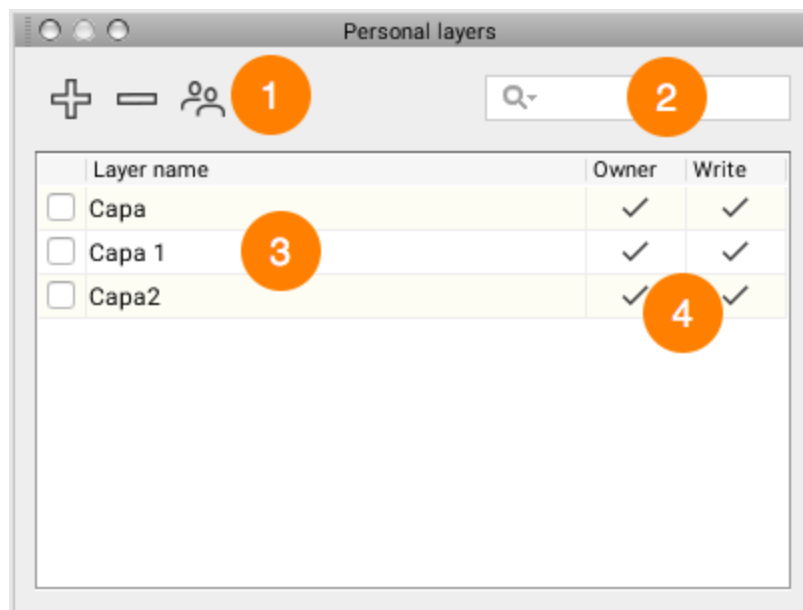 Personal layers
1
2
Layer name Owner Write
Capa
Capa 1
3
Capa2
4